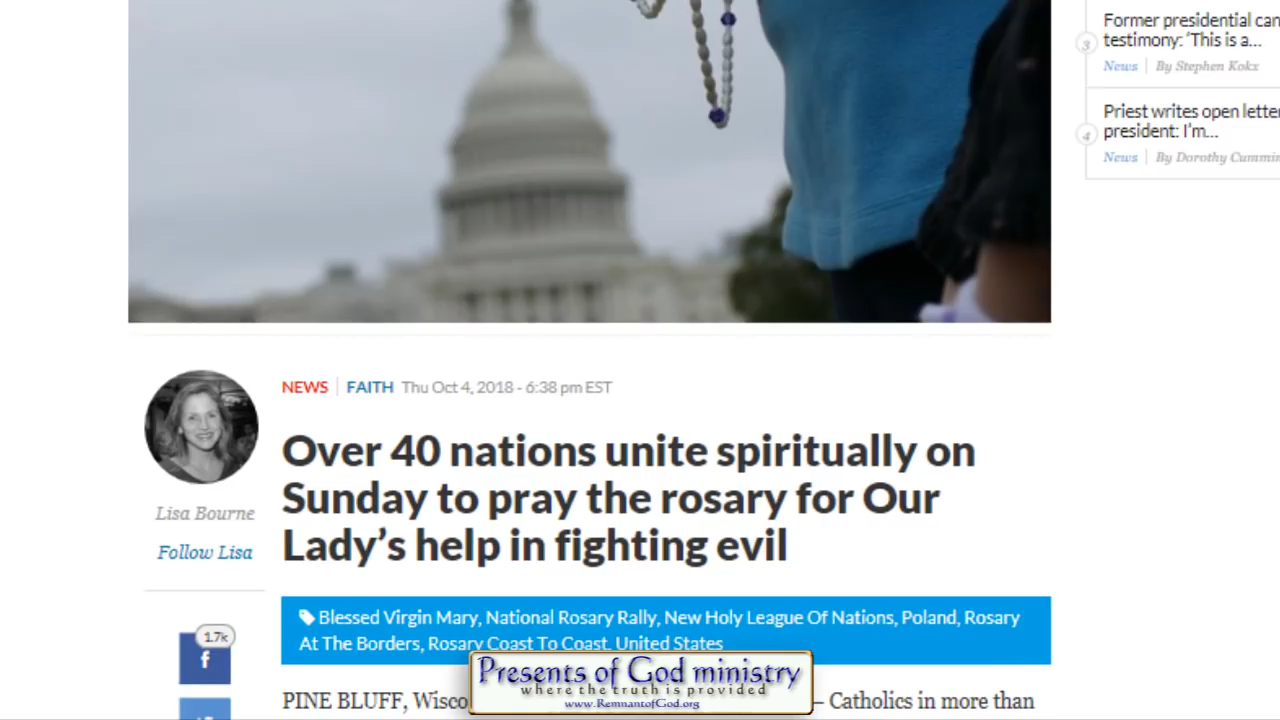 Former presidential can
testimony: ‘This is a...
3
News | By Stephen Kokx
Priest writes open letter
president: I’m...
4
News | By Dorothy Cummin
NEWS | FAITH Thu Oct 4, 2018 - 6:38 pm EST
Over 40 nations unite spiritually on
Sunday to pray the rosary for Our
Lady’s help in fighting evil
Lisa Bourne
Follow Lisa
1.7k
f
Blessed Virgin Mary, National Rosary Rally, New Holy League Of Nations, Poland, Rosary
At The Borders, Rosary Coast To Coast, United States
PINE BLUFF, Wisco – Catholics in more than
Presents of God ministry
where the truth is provided
www.RemnantofGod.org